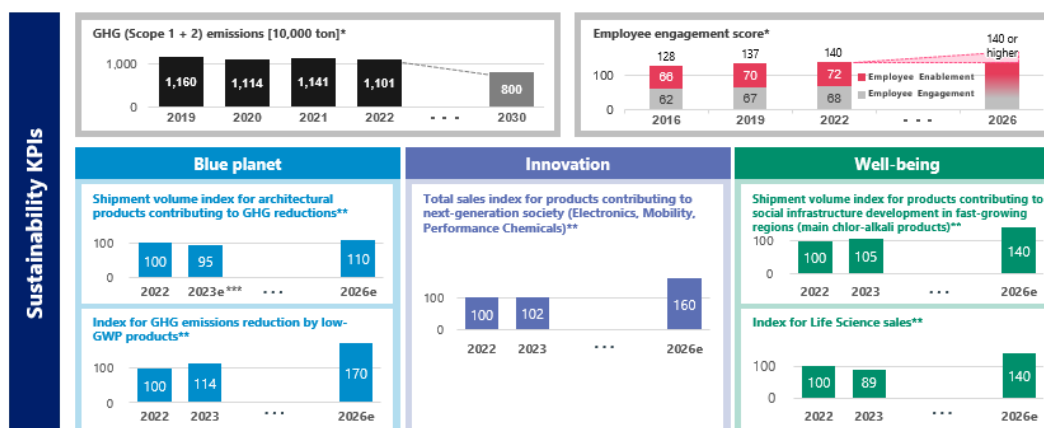 Sustainability KPIs
GHG (Scope 1 + 2) emissions [10,000 ton]*
1,000
0
1,160
1,114
1,141
1,101
800
2019
2020
2021
2022
· · ·
2030
Employee engagement score*
100
0
128
137
140
140 or
higher
66
70
72
62
67
68
Employee Enablement
Employee Engagement
2016
2019
2022
· · ·
2026
Blue planet
Shipment volume index for architectural
products contributing to GHG reductions**
100
0
100
95
110
2022
2023e***
· · ·
2026e
Index for GHG emissions reduction by low-
GWP products**
100
0
100
114
170
2022
2023
· · ·
2026e
Innovation
Total sales index for products contributing to
next-generation society (Electronics, Mobility,
Performance Chemicals)**
100
0
100
102
160
2022
2023
· · ·
2026e
Well-being
Shipment volume index for products contributing to
social infrastructure development in fast-growing
regions (main chlor-alkali products)**
100
0
100
105
140
2022
2023
· · ·
2026e
Index for Life Science sales**
100
0
100
89
140
2022
2023
· · ·
2026e